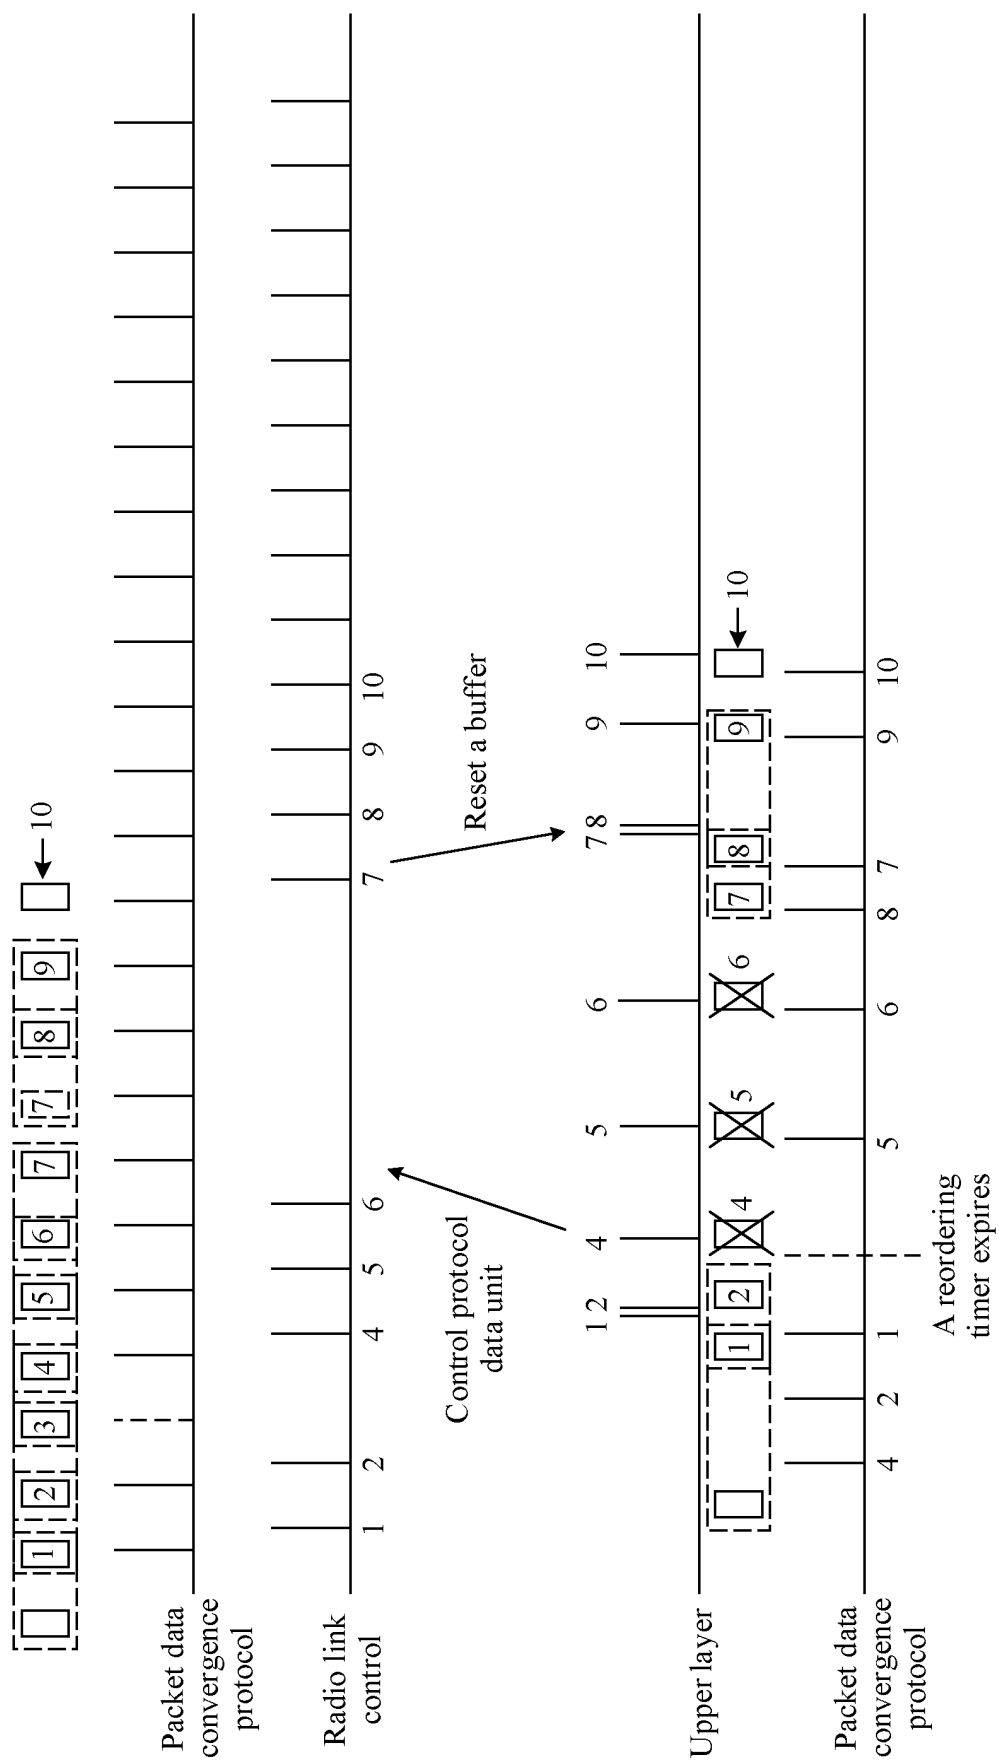 1 2 3 4 5 6 7 7 8 9 10
Packet data
convergence
protocol
Radio link
control
1 2 4 5 6 7 8 9 10
Control protocol
data unit
Reset a buffer
1 2 4 5 6 7 8 9 10
Upper layer
1 2 4 5 6 7 8 9 10
Packet data
convergence
protocol
4 2 1 5 6 8 7 9 10
A reordering
timer expires